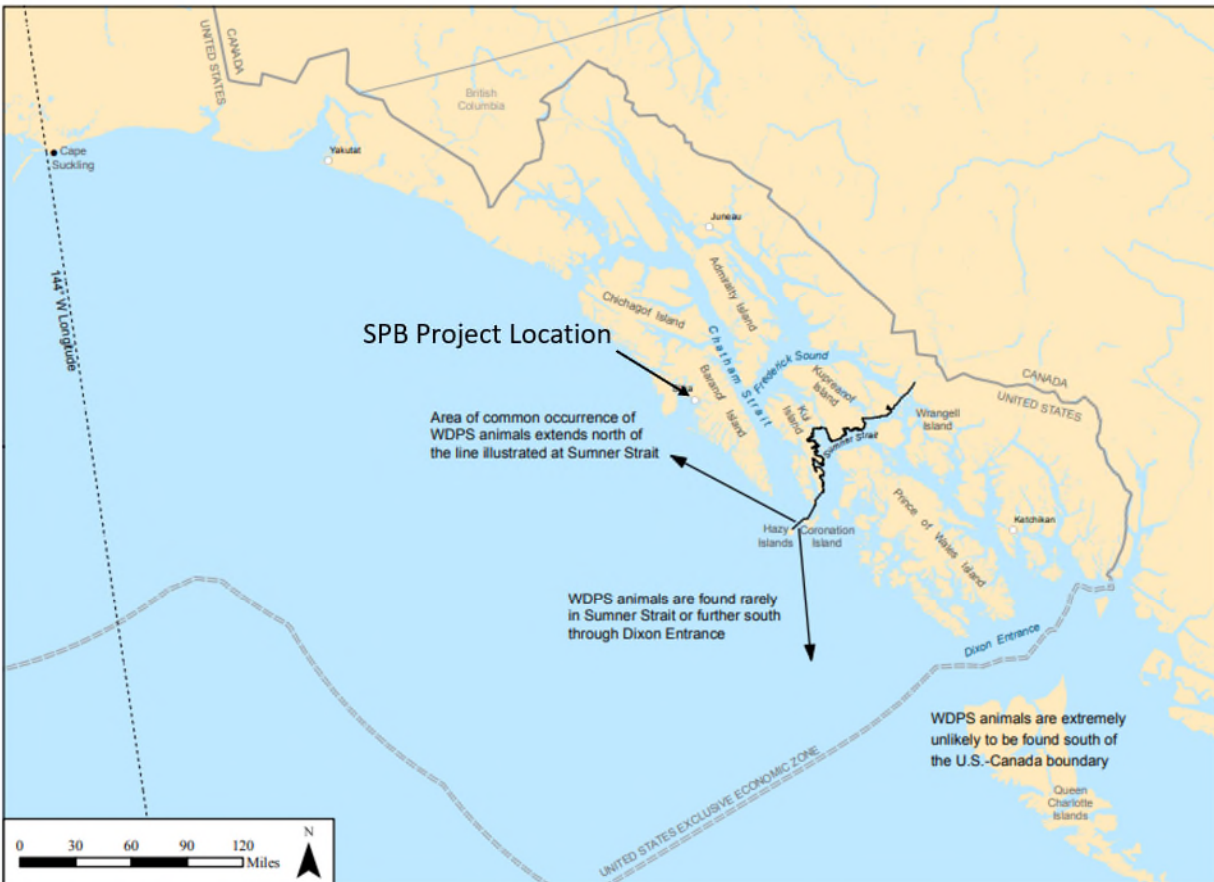 CANADA
UNITED STATES
British
Columbia
Cape
Suckling
Yakutat
Juneau
144° W Longitude
Admiralty Island
Chichagof Island
SPB Project Location
Chatham Strait
Frederick Sound
Baranof Island
Kupreanof
Island
Kui
Island
CANADA
UNITED STATES
Area of common occurrence of
WDPS animals extends north of
the line illustrated at Sumner Strait
Wrangell
Island
Sumner Strait
Prince of Wales Island
Ketchikan
Hazy
Islands
Coronation
Island
WDPS animals are found rarely
in Sumner Strait or further south
through Dixon Entrance
Dixon Entrance
WDPS animals are extremely
unlikely to be found south of
the U.S.-Canada boundary
UNITED STATES EXCLUSIVE ECONOMIC ZONE
Queen
Charlotte
Islands
0 30 60 90 120
Miles
N